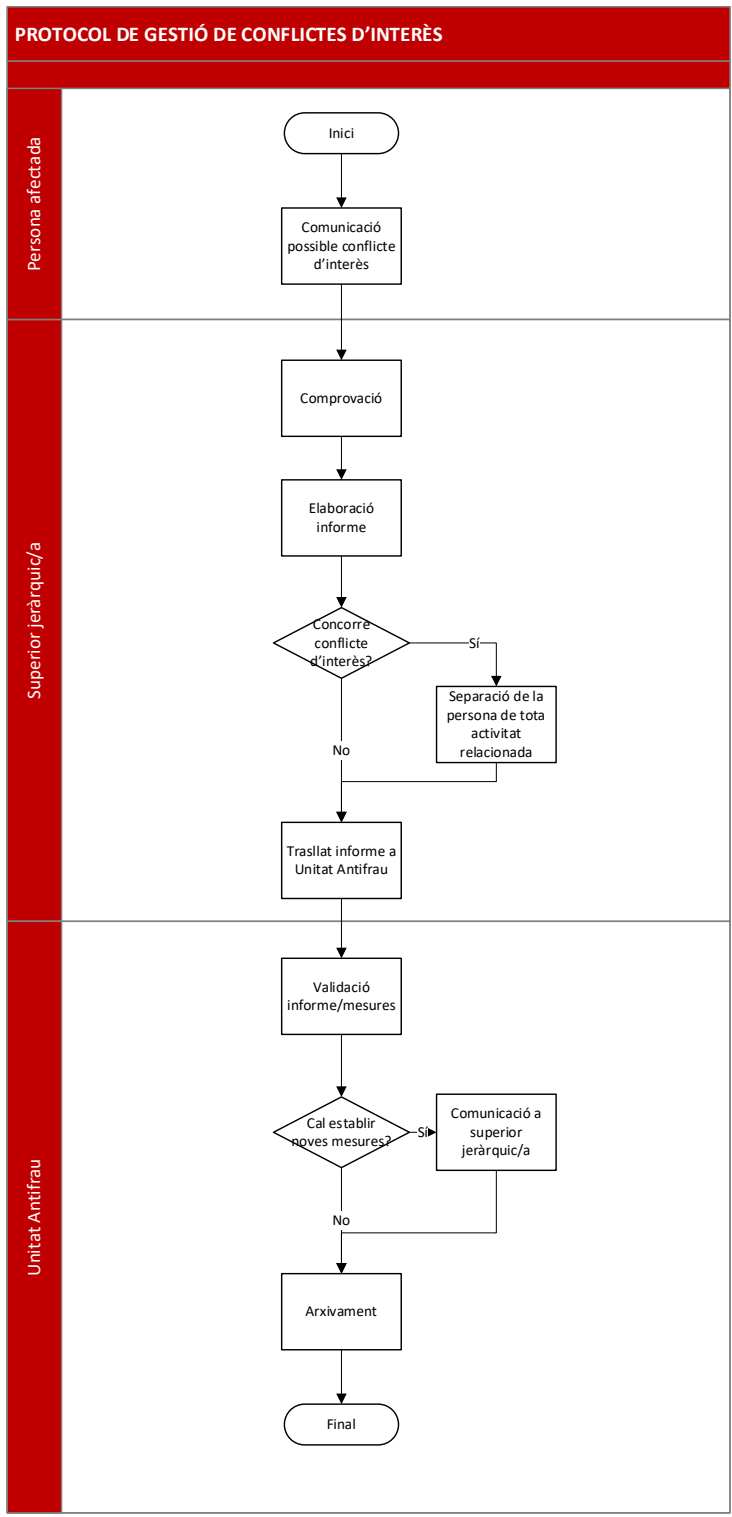 PROTOCOL DE GESTIÓ DE CONFLICTES D'INTERÈS
Persona afectada
Inici
Comunicació
possible conflicte
d'interès
Superior jeràrquic/a
Comprovació
Elaboració
informe
Concorre
conflicte
d'interès?
Sí
Separació de la
persona de tota
activitat
relacionada
No
Trasllat informe a
Unitat Antifrau
Unitat Antifrau
Validació
informe/mesures
Cal establir
noves mesures?
Sí
Comunicació a
superior
jeràrquic/a
No
Arxivament
Final